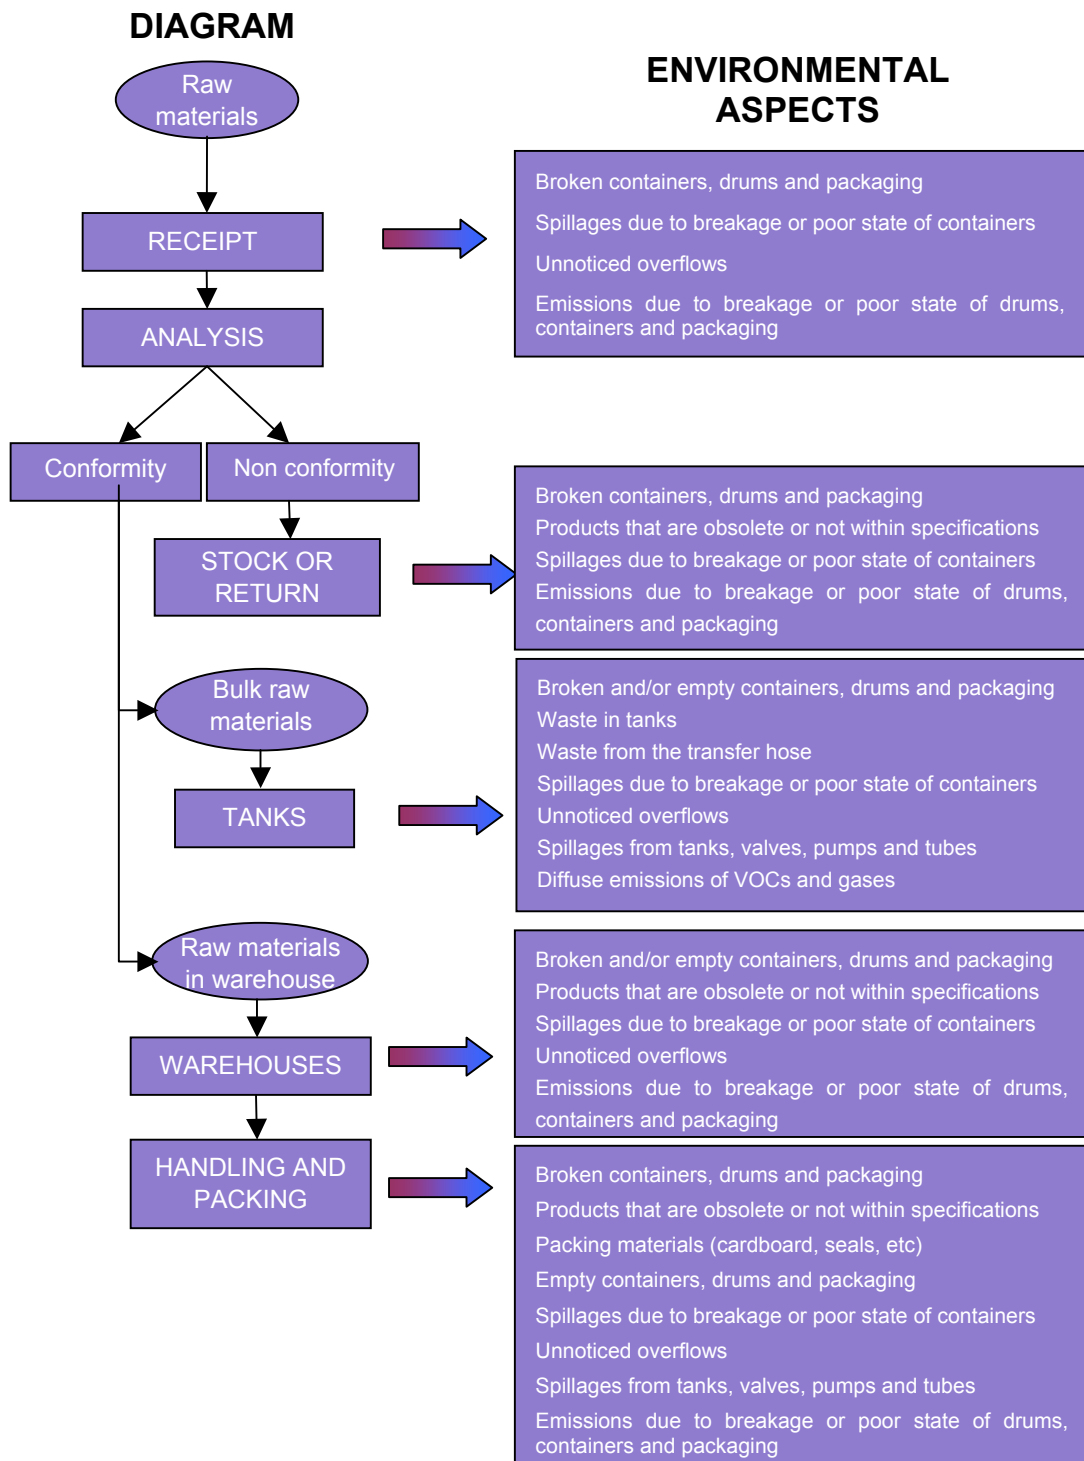 DIAGRAM
Raw
materials
RECEIPT
ANALYSIS
Conformity
Non conformity
STOCK OR
RETURN
Bulk raw
materials
TANKS
Raw materials
in warehouse
WAREHOUSES
HANDLING AND
PACKING
ENVIRONMENTAL
ASPECTS
Broken containers, drums and packaging
Spillages due to breakage or poor state of containers
Unnoticed overflows
Emissions due to breakage or poor state of drums,
containers and packaging
Broken containers, drums and packaging
Products that are obsolete or not within specifications
Spillages due to breakage or poor state of containers
Emissions due to breakage or poor state of drums,
containers and packaging
Broken and/or empty containers, drums and packaging
Waste in tanks
Waste from the transfer hose
Spillages due to breakage or poor state of containers
Unnoticed overflows
Spillages from tanks, valves, pumps and tubes
Diffuse emissions of VOCs and gases
Broken and/or empty containers, drums and packaging
Products that are obsolete or not within specifications
Spillages due to breakage or poor state of containers
Unnoticed overflows
Emissions due to breakage or poor state of drums,
containers and packaging
Broken containers, drums and packaging
Products that are obsolete or not within specifications
Packing materials (cardboard, seals, etc)
Empty containers, drums and packaging
Spillages due to breakage or poor state of containers
Unnoticed overflows
Spillages from tanks, valves, pumps and tubes
Emissions due to breakage or poor state of drums,
containers and packaging